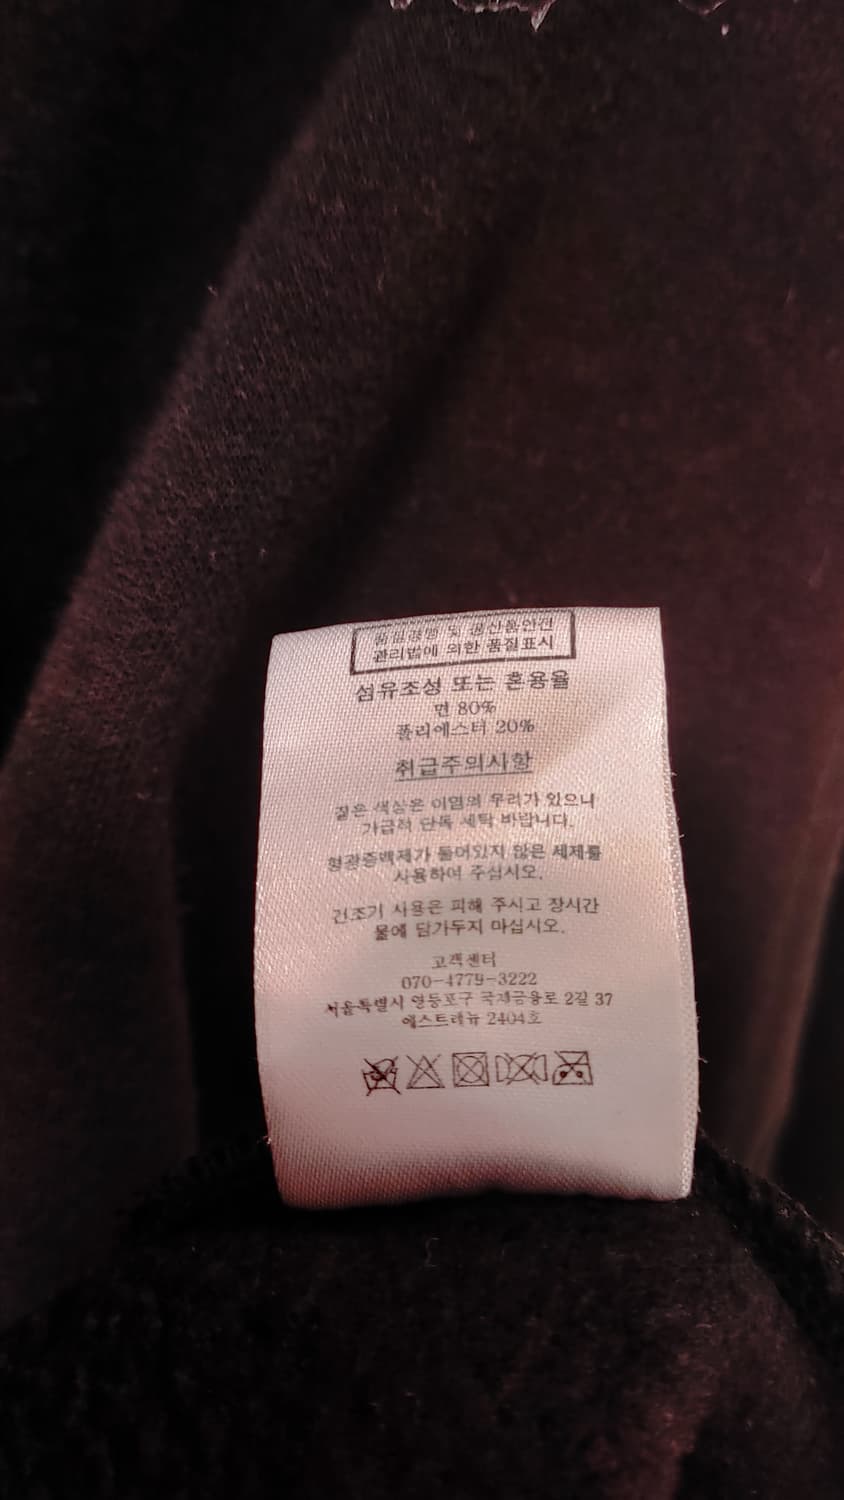 품질경영 및 공산품안전
관리법에 의한 품질표시
섬유조성 또는 혼용율
면 80%
폴리에스터 20%
취급주의사항
짙은 색상은 이염의 우려가 있으니
가급적 단독 세탁 바랍니다.
형광증백제가 들어있지 않은 세제를
사용하여 주십시오.
건조기 사용은 피해 주시고 장시간
물에 담가두지 마십시오.
고객센터
070-4779-3222
서울특별시 영등포구 국제금융로 2길 37
에스트레뉴 2404호